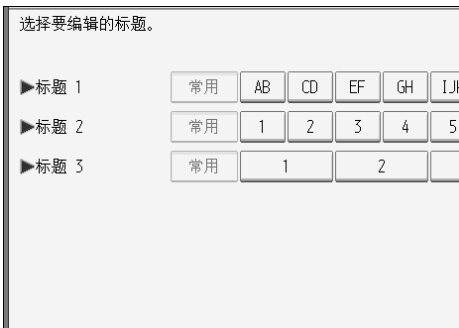 选择要编辑的标题。
▶标题 1 常用 AB CD EF GH
▶标题 2 常用 1 2 3 4 5
▶标题 3 常用 1 2